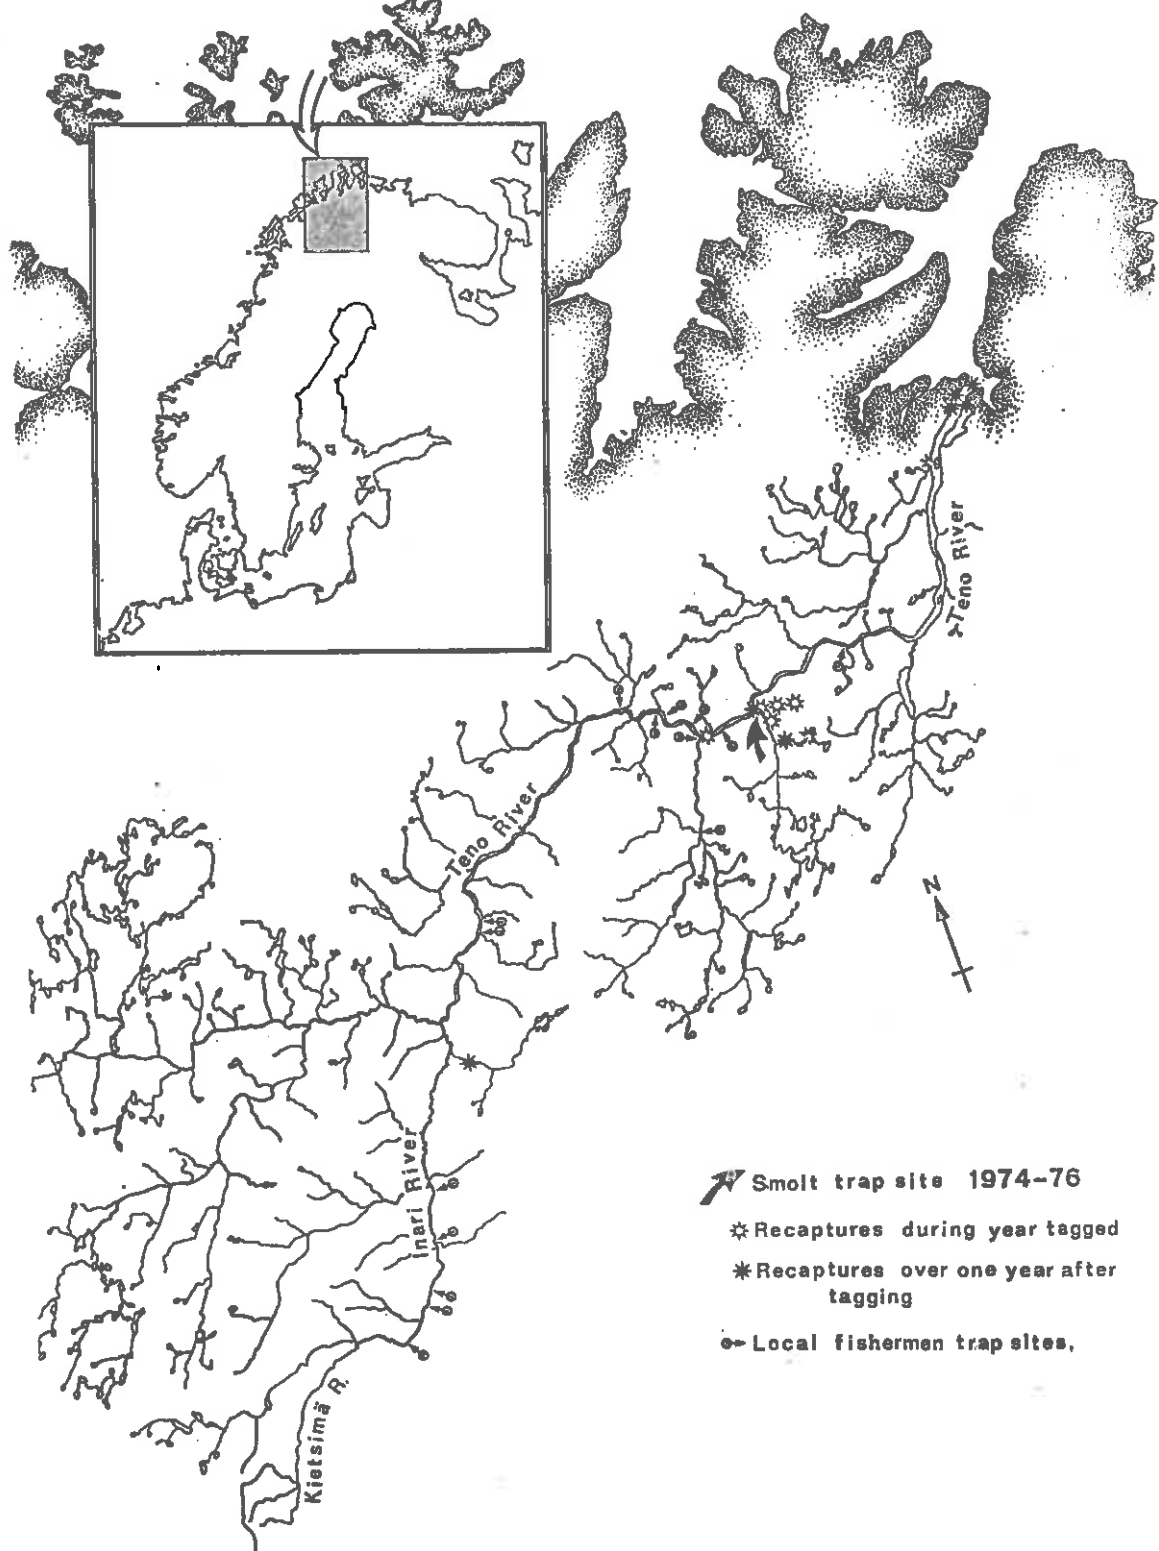 Teno River
Teno River
N
Inari River
Smolt trap site 1974-76
Recaptures during year tagged
Recaptures over one year after
tagging
Local fishermen trap sites,
Kietsimä R.